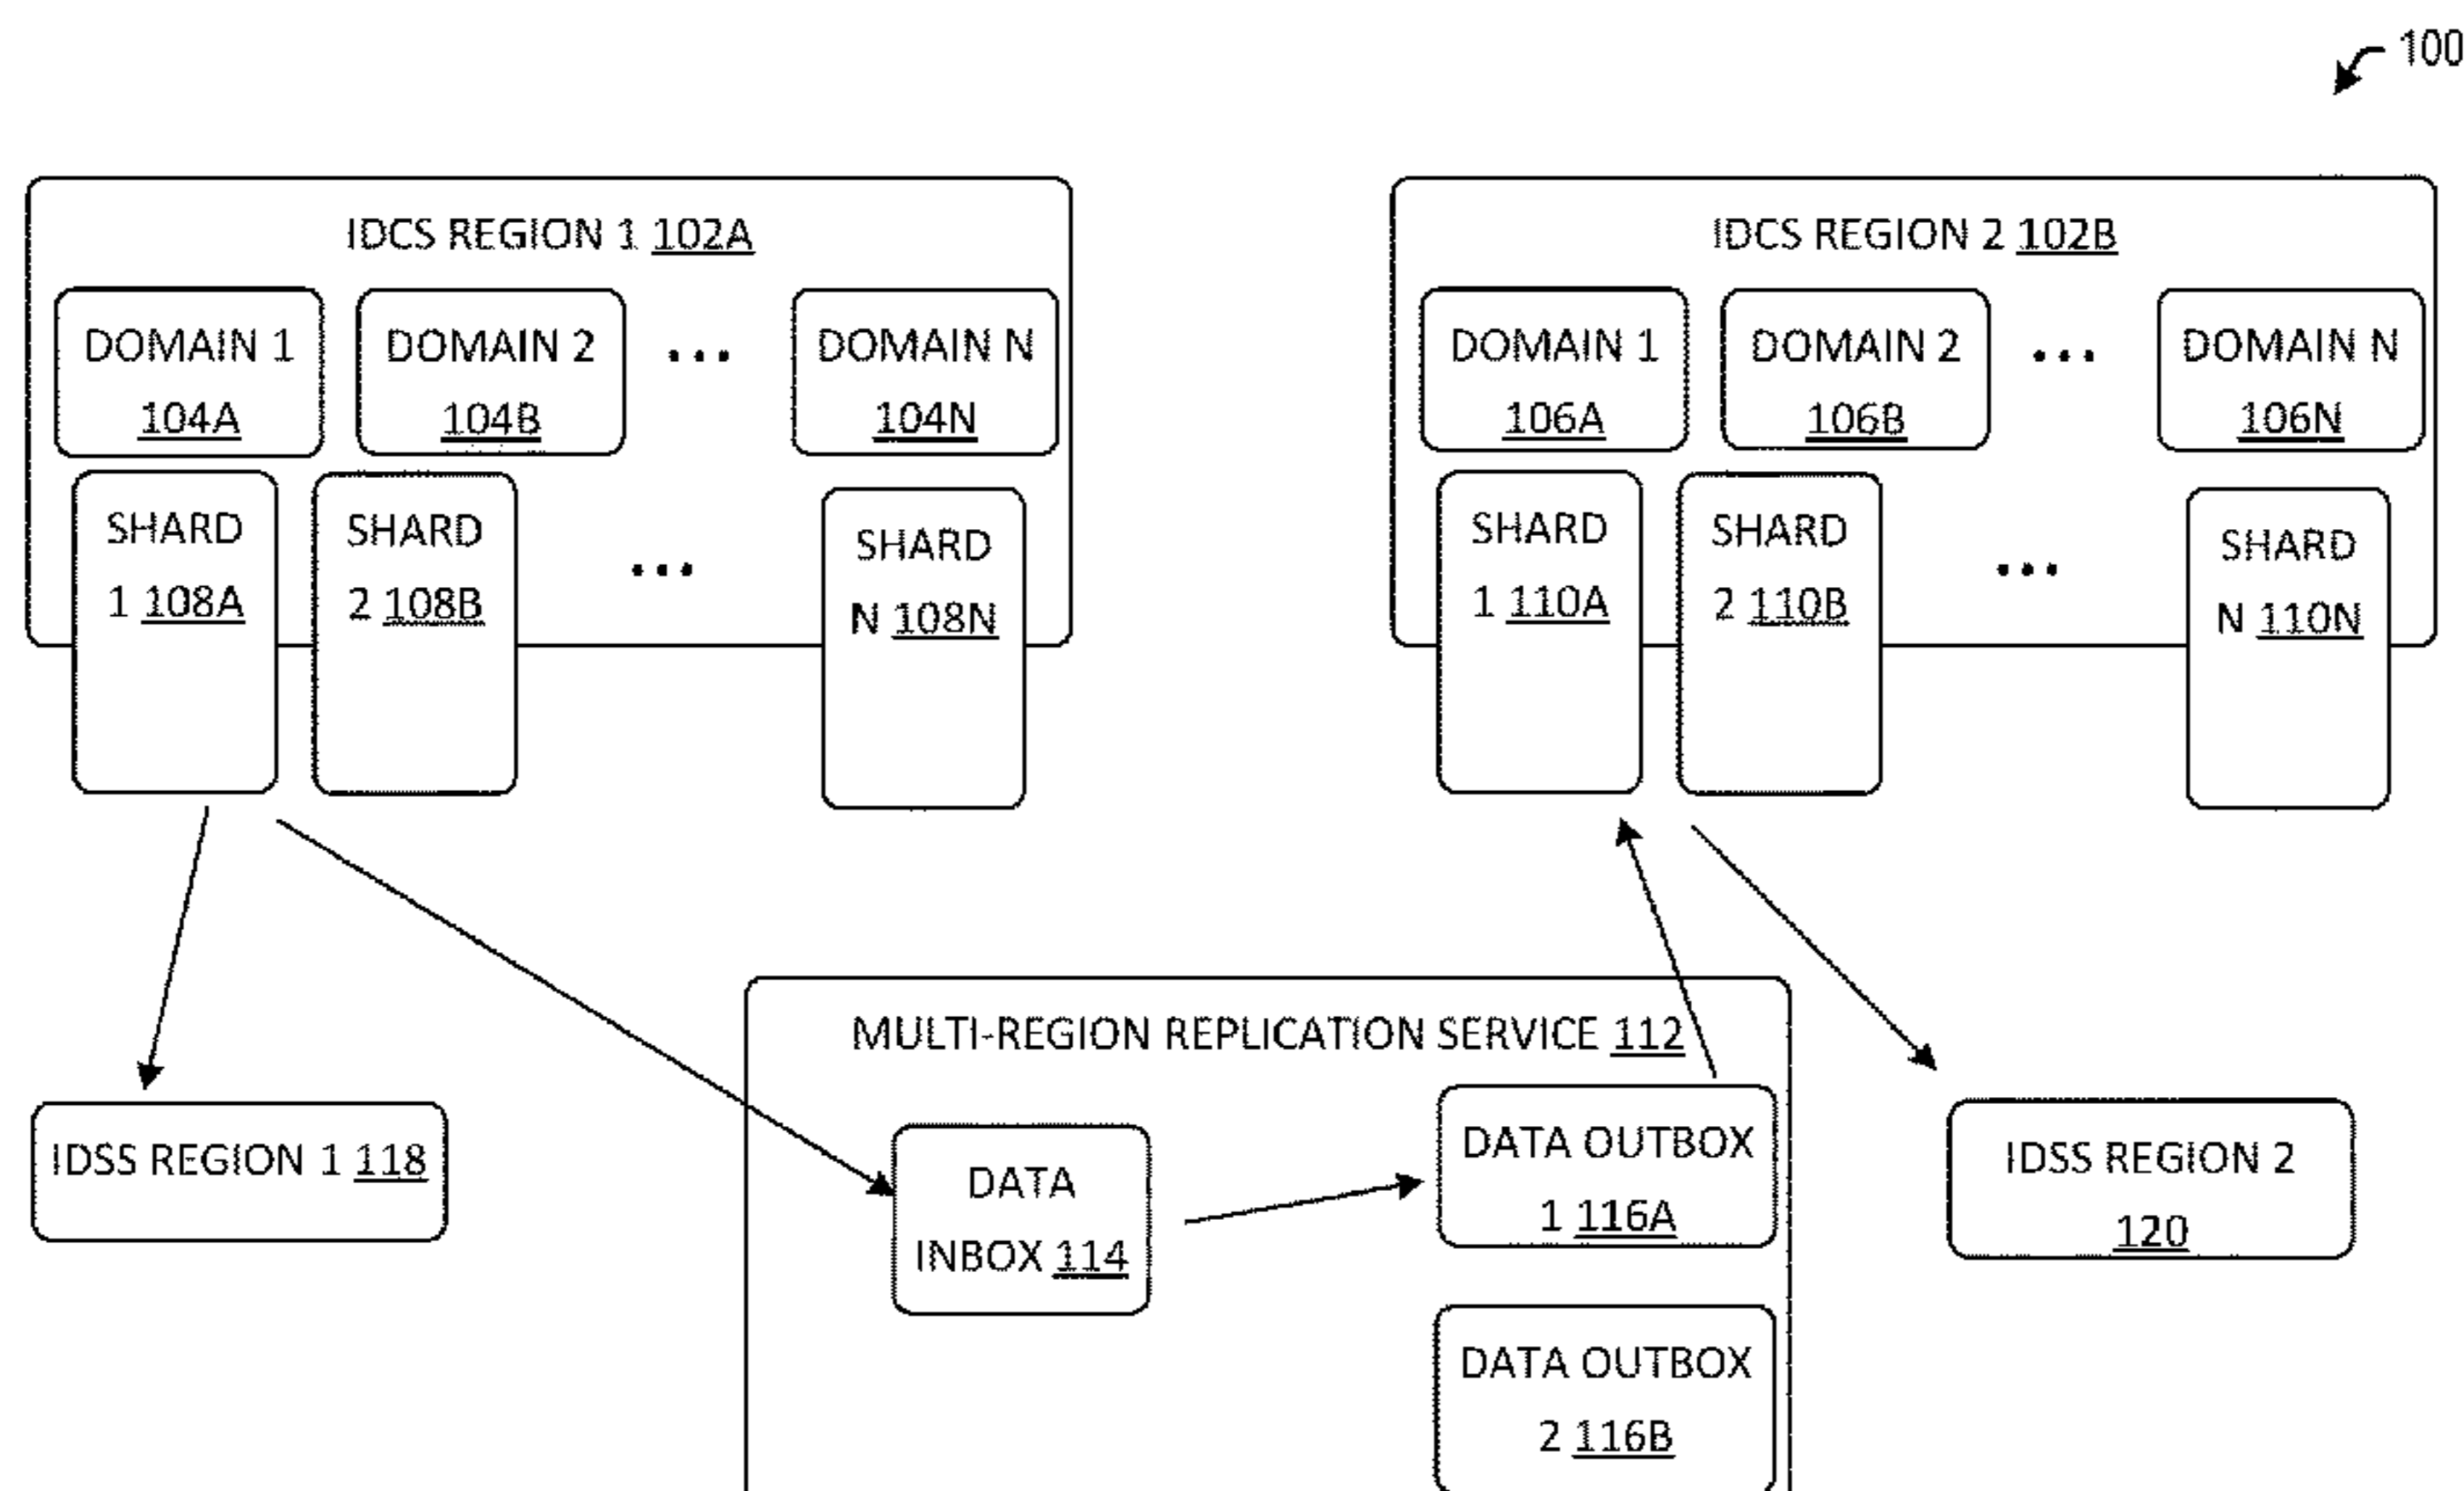 100
IDCS REGION 1 102A
DOMAIN 1
104A
DOMAIN 2
104B
...
DOMAIN N
104N
SHARD
1 108A
SHARD
2 108B
...
SHARD
N 108N
IDCS REGION 2 102B
DOMAIN 1
106A
DOMAIN 2
106B
...
DOMAIN N
106N
SHARD
1 110A
SHARD
2 110B
...
SHARD
N 110N
IDSS REGION 1 118
MULTI-REGION REPLICATION SERVICE 112
DATA
INBOX 114
DATA OUTBOX
1 116A
DATA OUTBOX
2 116B
IDSS REGION 2
120